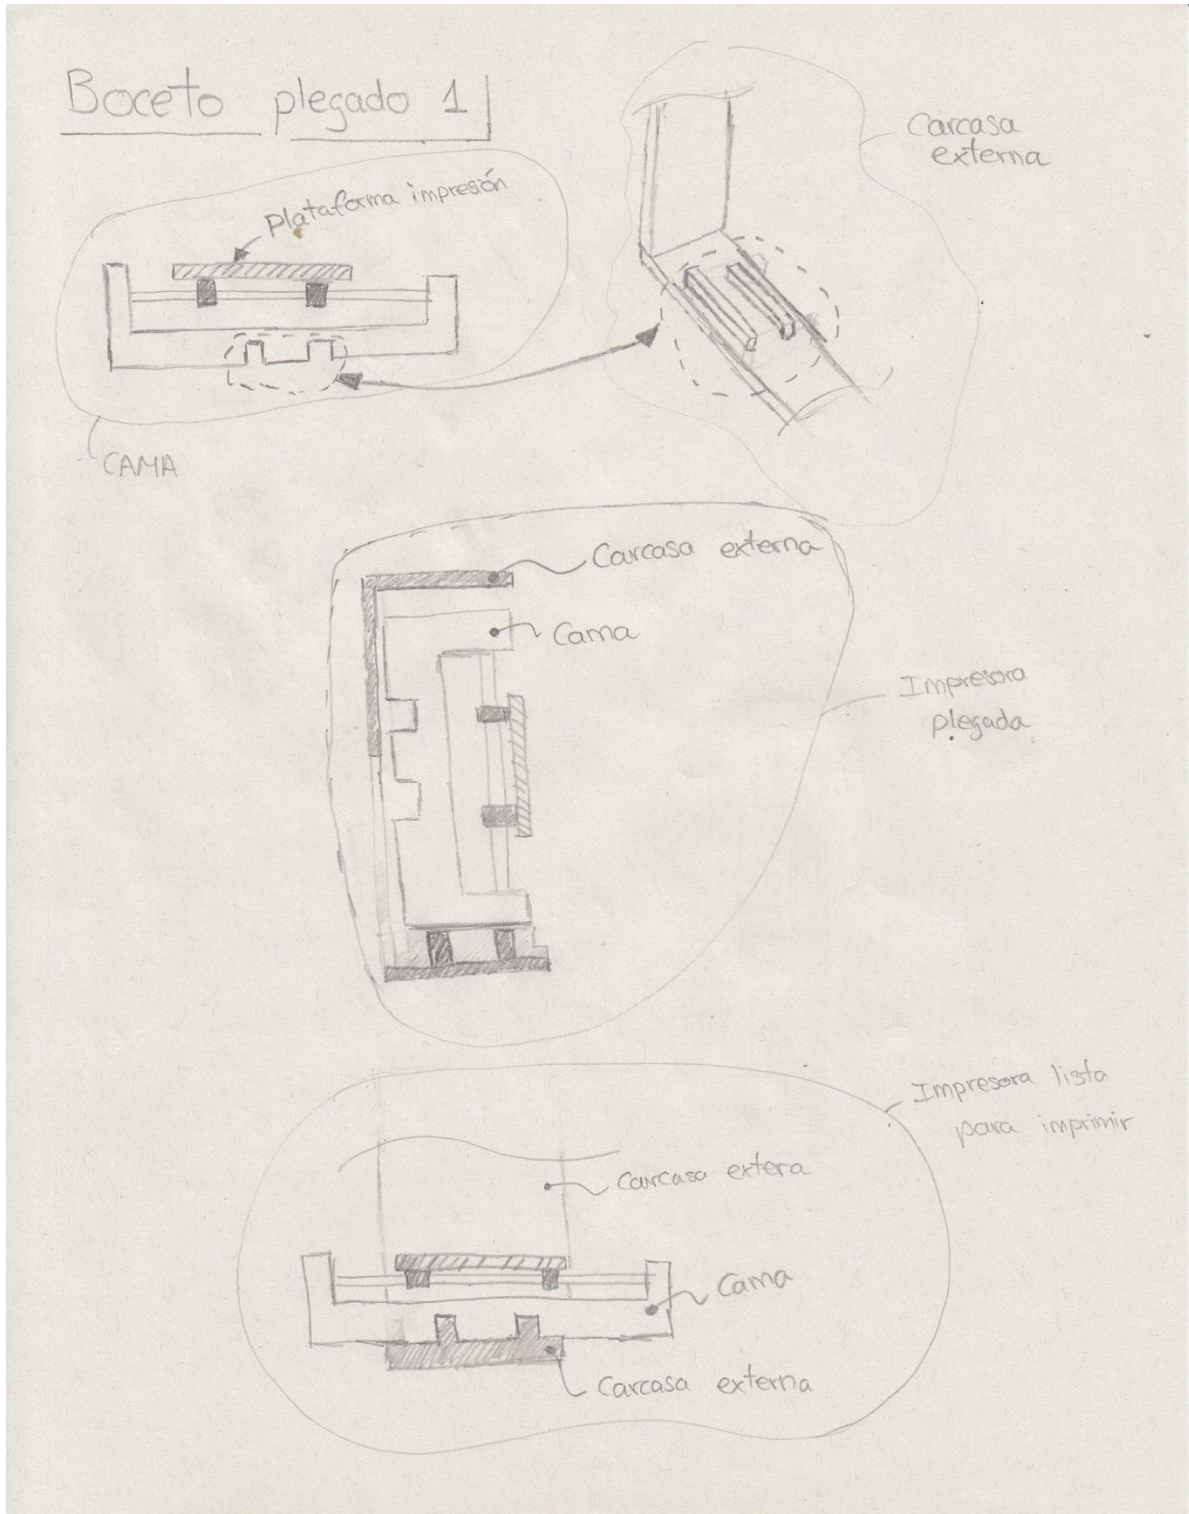 Boceto plegado 1
Carcasa
externa
Plataforma impresión
CAMA
Carcasa externa
Cama
Impresora
plegada
Impresora lista
para imprimir
Carcasa extera
Cama
Carcasa externa